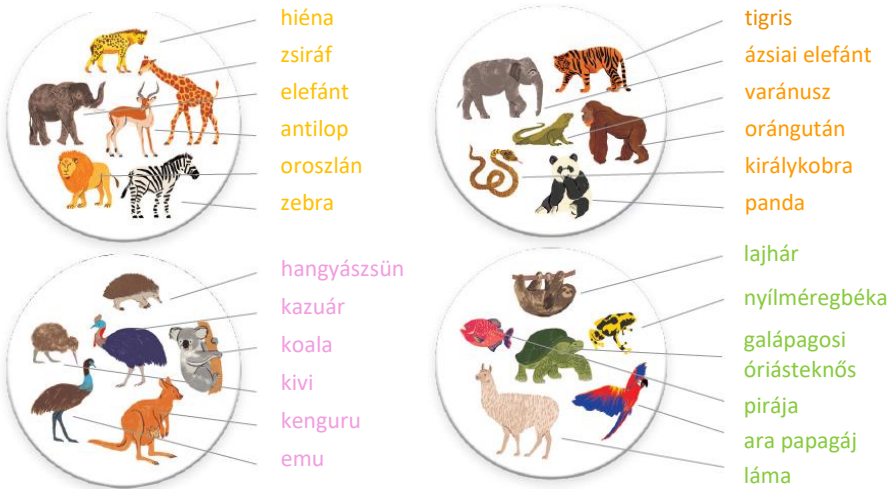 hiéna
zsiráf
elefánt
antilop
oroszlán
zebra
tigris
ázsiai elefánt
varánusz
orángután
királykobra
panda
hangyászsün
kazuár
koala
kivi
kenguru
emu
lajhár
nyílméregbéka
galápagosi
óriásteknős
pirája
ara papagáj
láma